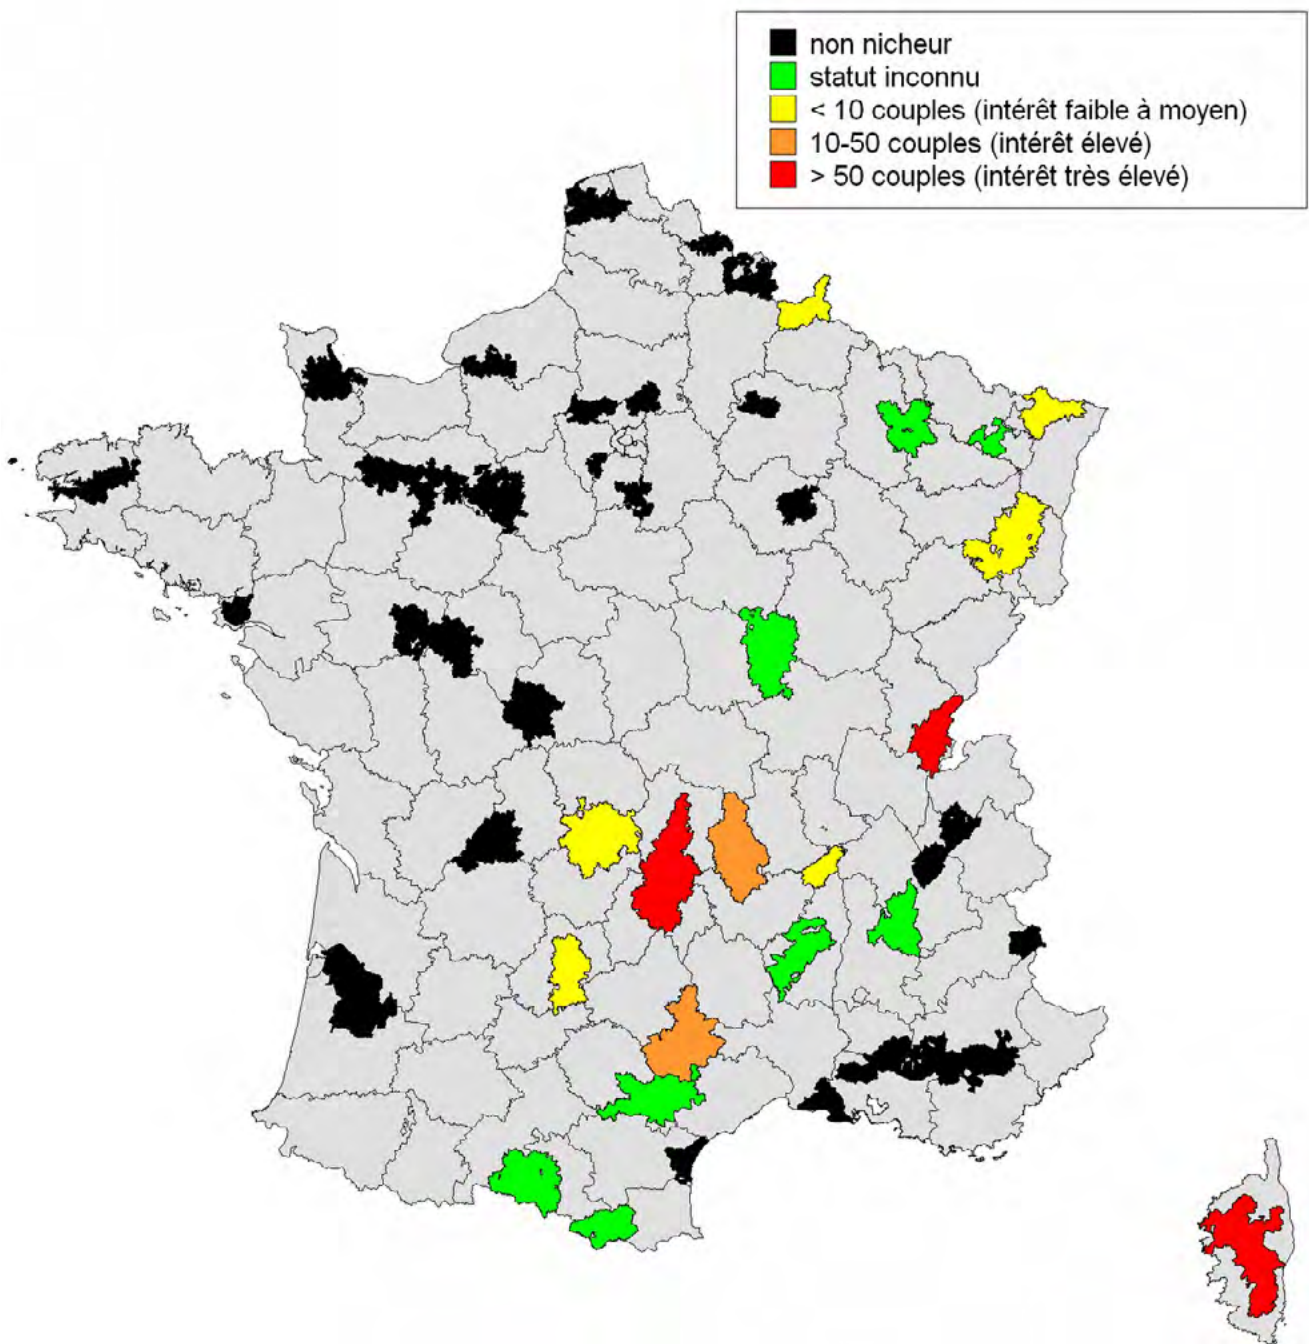 non nicheur
statut inconnu
< 10 couples (intérêt faible à moyen)
10-50 couples (intérêt élevé)
> 50 couples (intérêt très élevé)